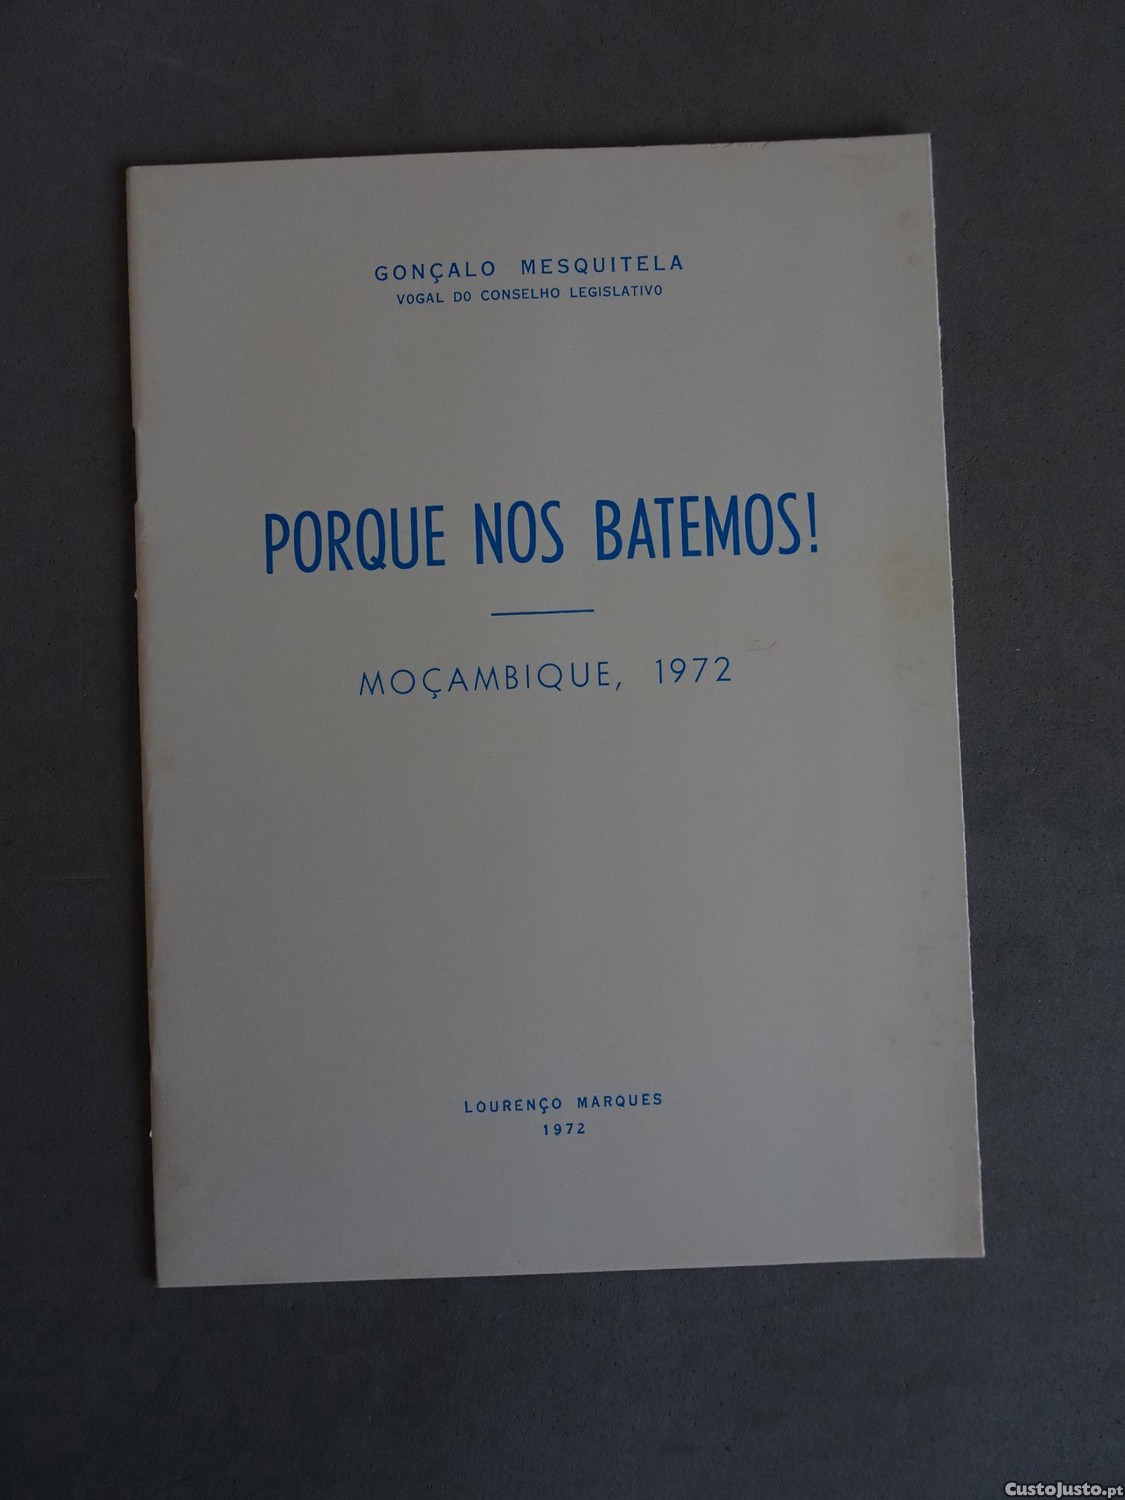 GONÇALO MESQUITELA
VOGAL DO CONSELHO LEGISLATIVO
PORQUE NOS BATEMOS!
MOÇAMBIQUE, 1972
LOURENÇO MARQUES
1972
CustoJusto.pt